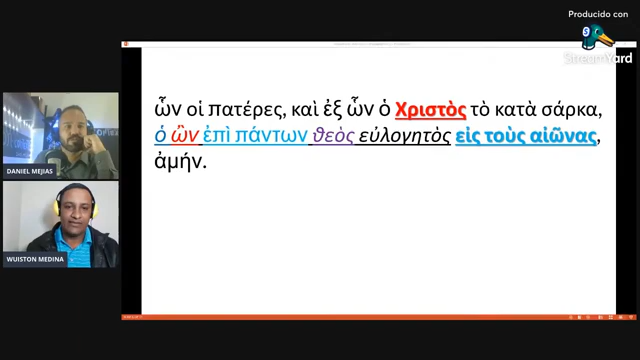 Producido con
StreamYard
ὧν οἱ πατέρες, καὶ ἐξ ὧν ὁ Χριστὸς τὸ κατὰ σάρκα,
ὁ ὢν ἐπὶ πάντων θεὸς εὐλογητὸς εἰς τοὺς αἰῶνας,
ἀμήν.
DANIEL MEJIAS
WUISTON MEDINA